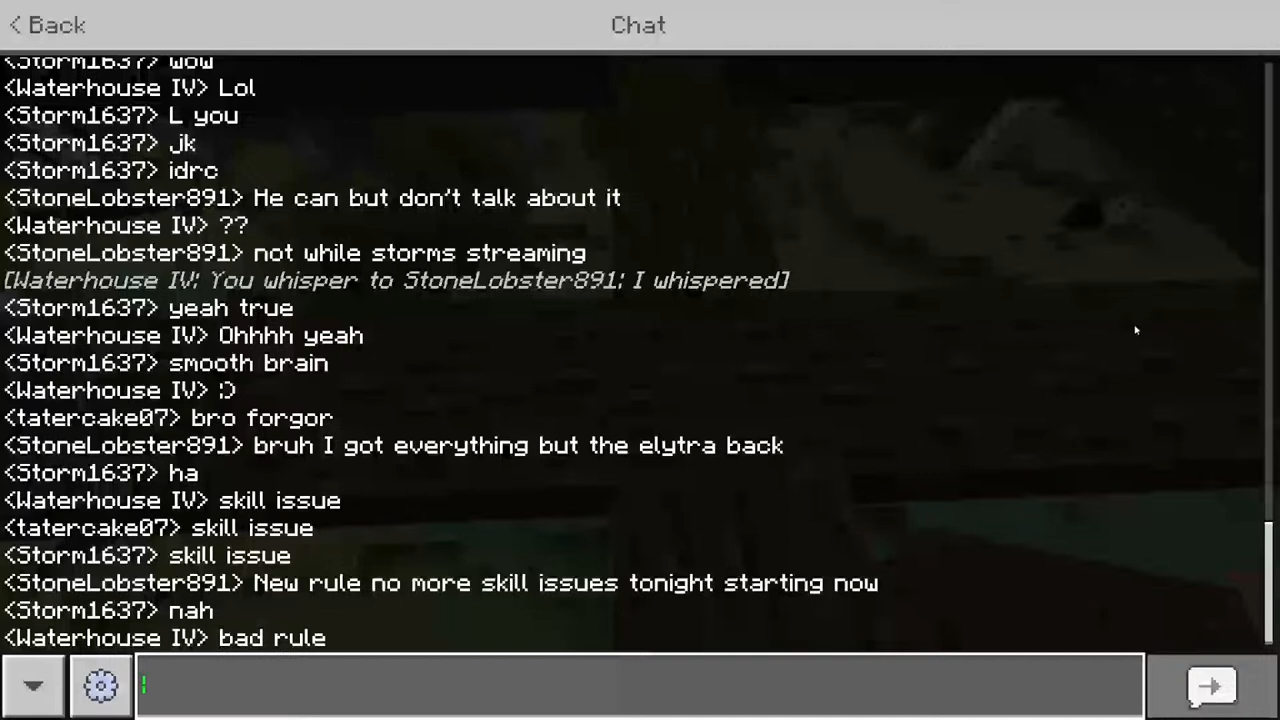 < Back
Chat
<Storm1637> wow
<Waterhouse IV> Lol
<Storm1637> L you
<Storm1637> jk
<Storm1637> idrc
<StoneLobster891> He can but don't talk about it
<Waterhouse IV> ??
<StoneLobster891> not while storms streaming
[Waterhouse IV: You whisper to StoneLobster891: I whispered]
<Storm1637> yeah true
<Waterhouse IV> Ohhhh yeah
<Storm1637> smooth brain
<Waterhouse IV> :)
<tatercake07> bro forgor
<StoneLobster891> bruh I got everything but the elytra back
<Storm1637> ha
<Waterhouse IV> skill issue
<tatercake07> skill issue
<Storm1637> skill issue
<StoneLobster891> New rule no more skill issues tonight starting now
<Storm1637> nah
<Waterhouse IV> bad rule